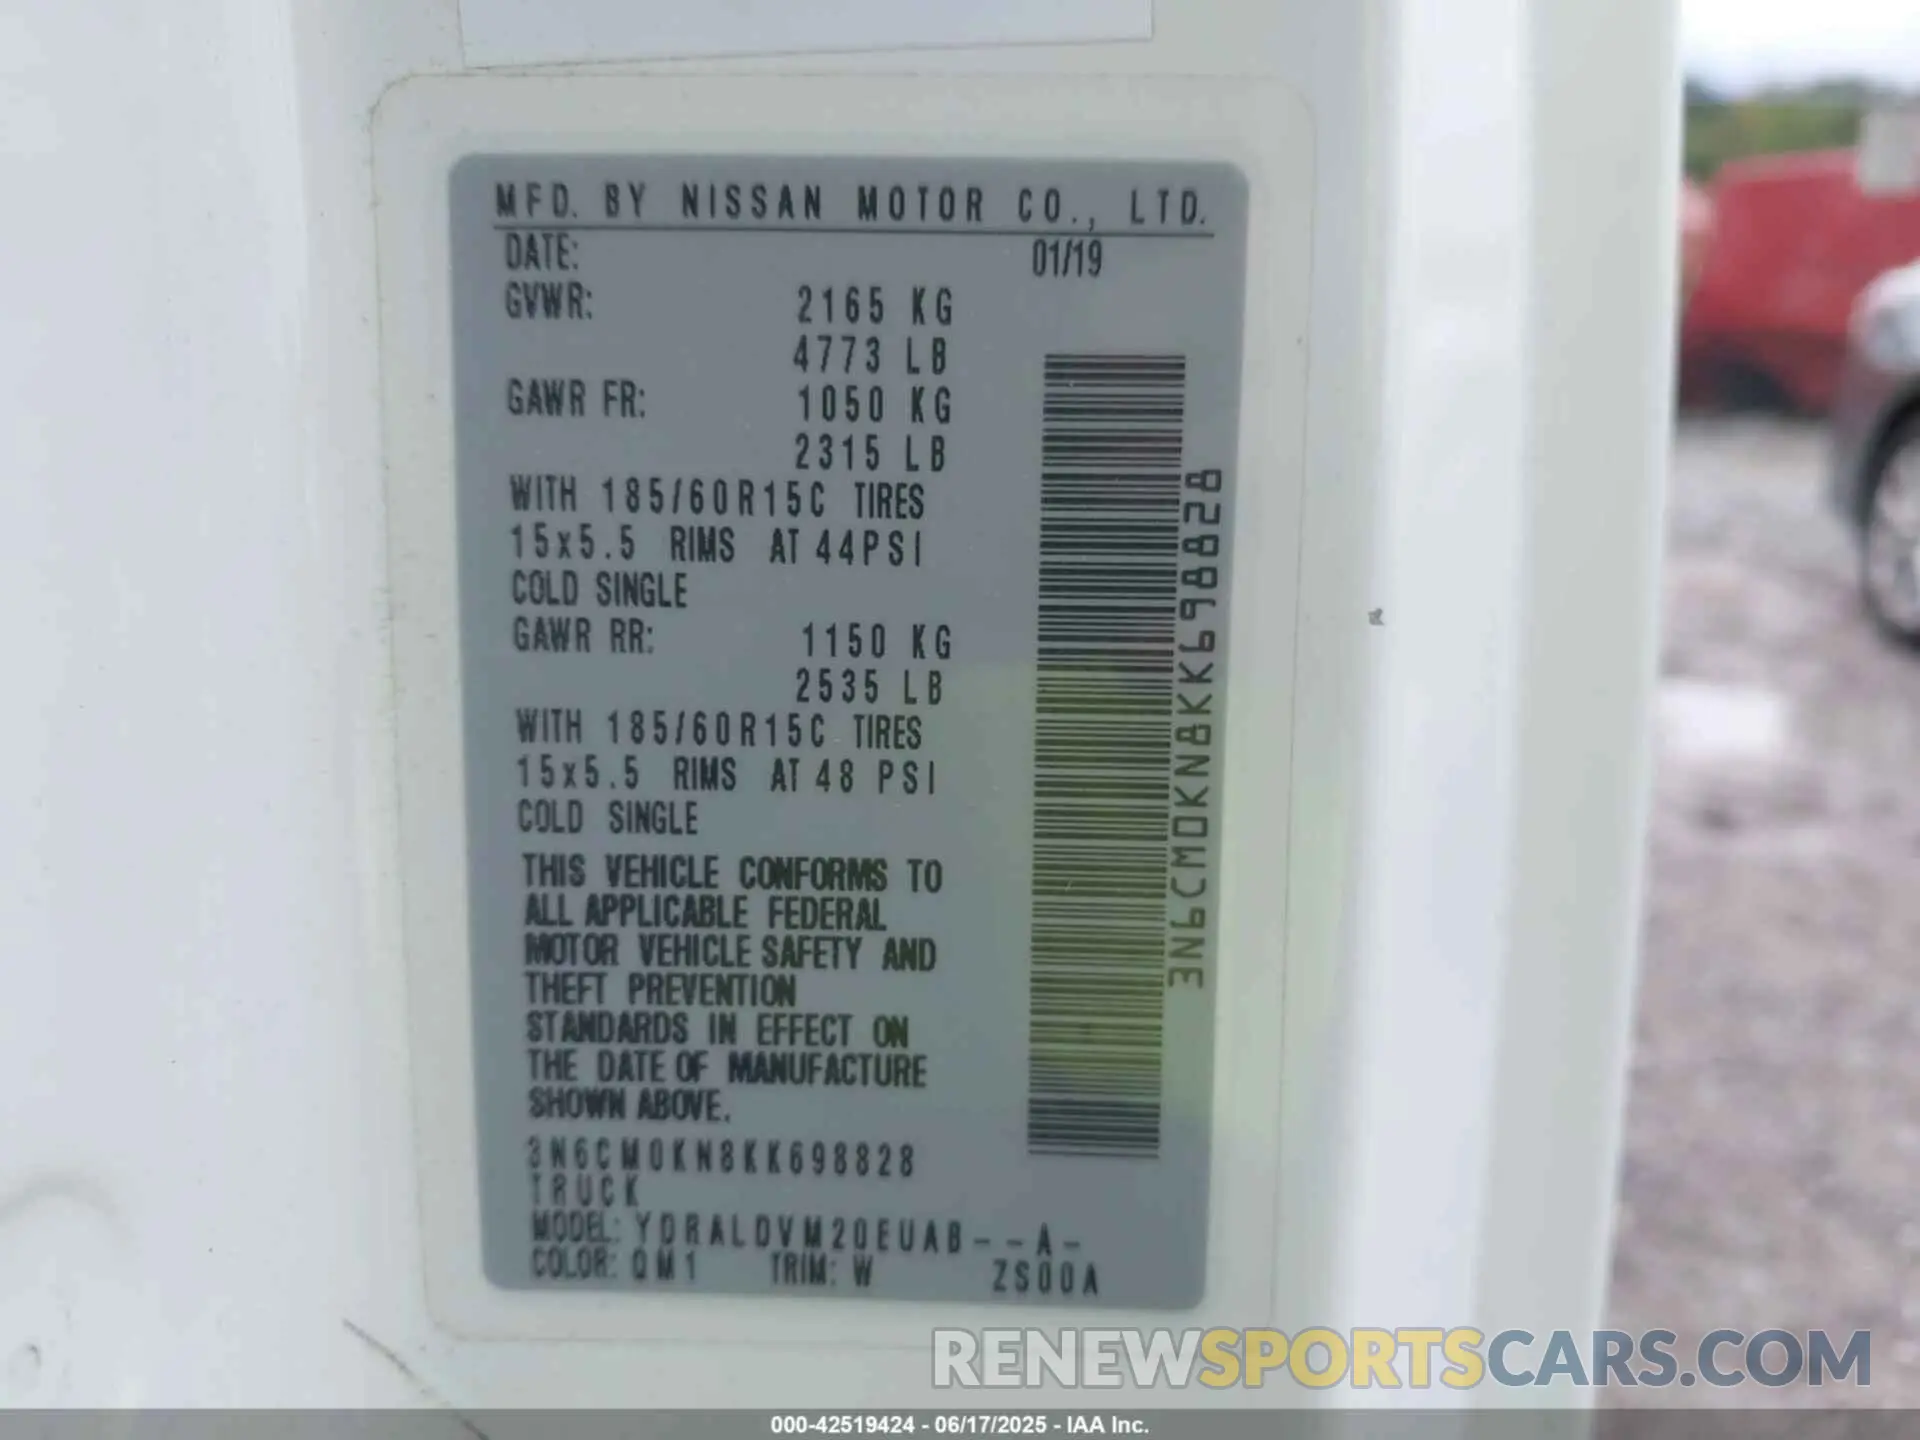 MFD. BY NISSAN MOTOR CO., LTD.
DATE: 01/19
GVWR: 2165 KG
4773 LB
GAWR FR: 1050 KG
2315 LB
WITH 185/60R15C TIRES
15x5.5 RIMS AT 44PSI
COLD SINGLE
GAWR RR: 1150 KG
2535 LB
WITH 185/60R15C TIRES
15x5.5 RIMS AT 48 PSI
COLD SINGLE
THIS VEHICLE CONFORMS TO
ALL APPLICABLE FEDERAL
MOTOR VEHICLE SAFETY AND
THEFT PREVENTION
STANDARDS IN EFFECT ON
THE DATE OF MANUFACTURE
SHOWN ABOVE.
3N6CM0KN8KK698828
TRUCK
MODEL: YDRALDVM20EUAB--A-
COLOR: QM1 TRIM: W ZS00A
3N6CM0KN8KK698828
RENEWSPORTSCARS.COM
000-42519424 - 06/17/2025 - IAA Inc.